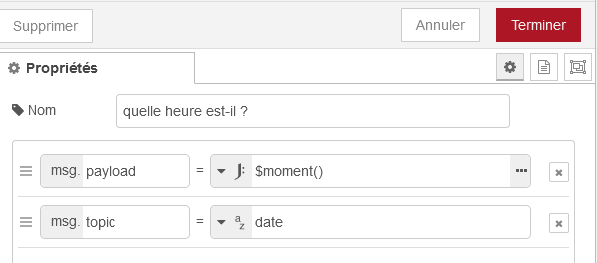 Supprimer Annuler Terminer
Propriétés
Nom quelle heure est-il ?
msg. payload = J: $moment() ...
msg. topic = az date